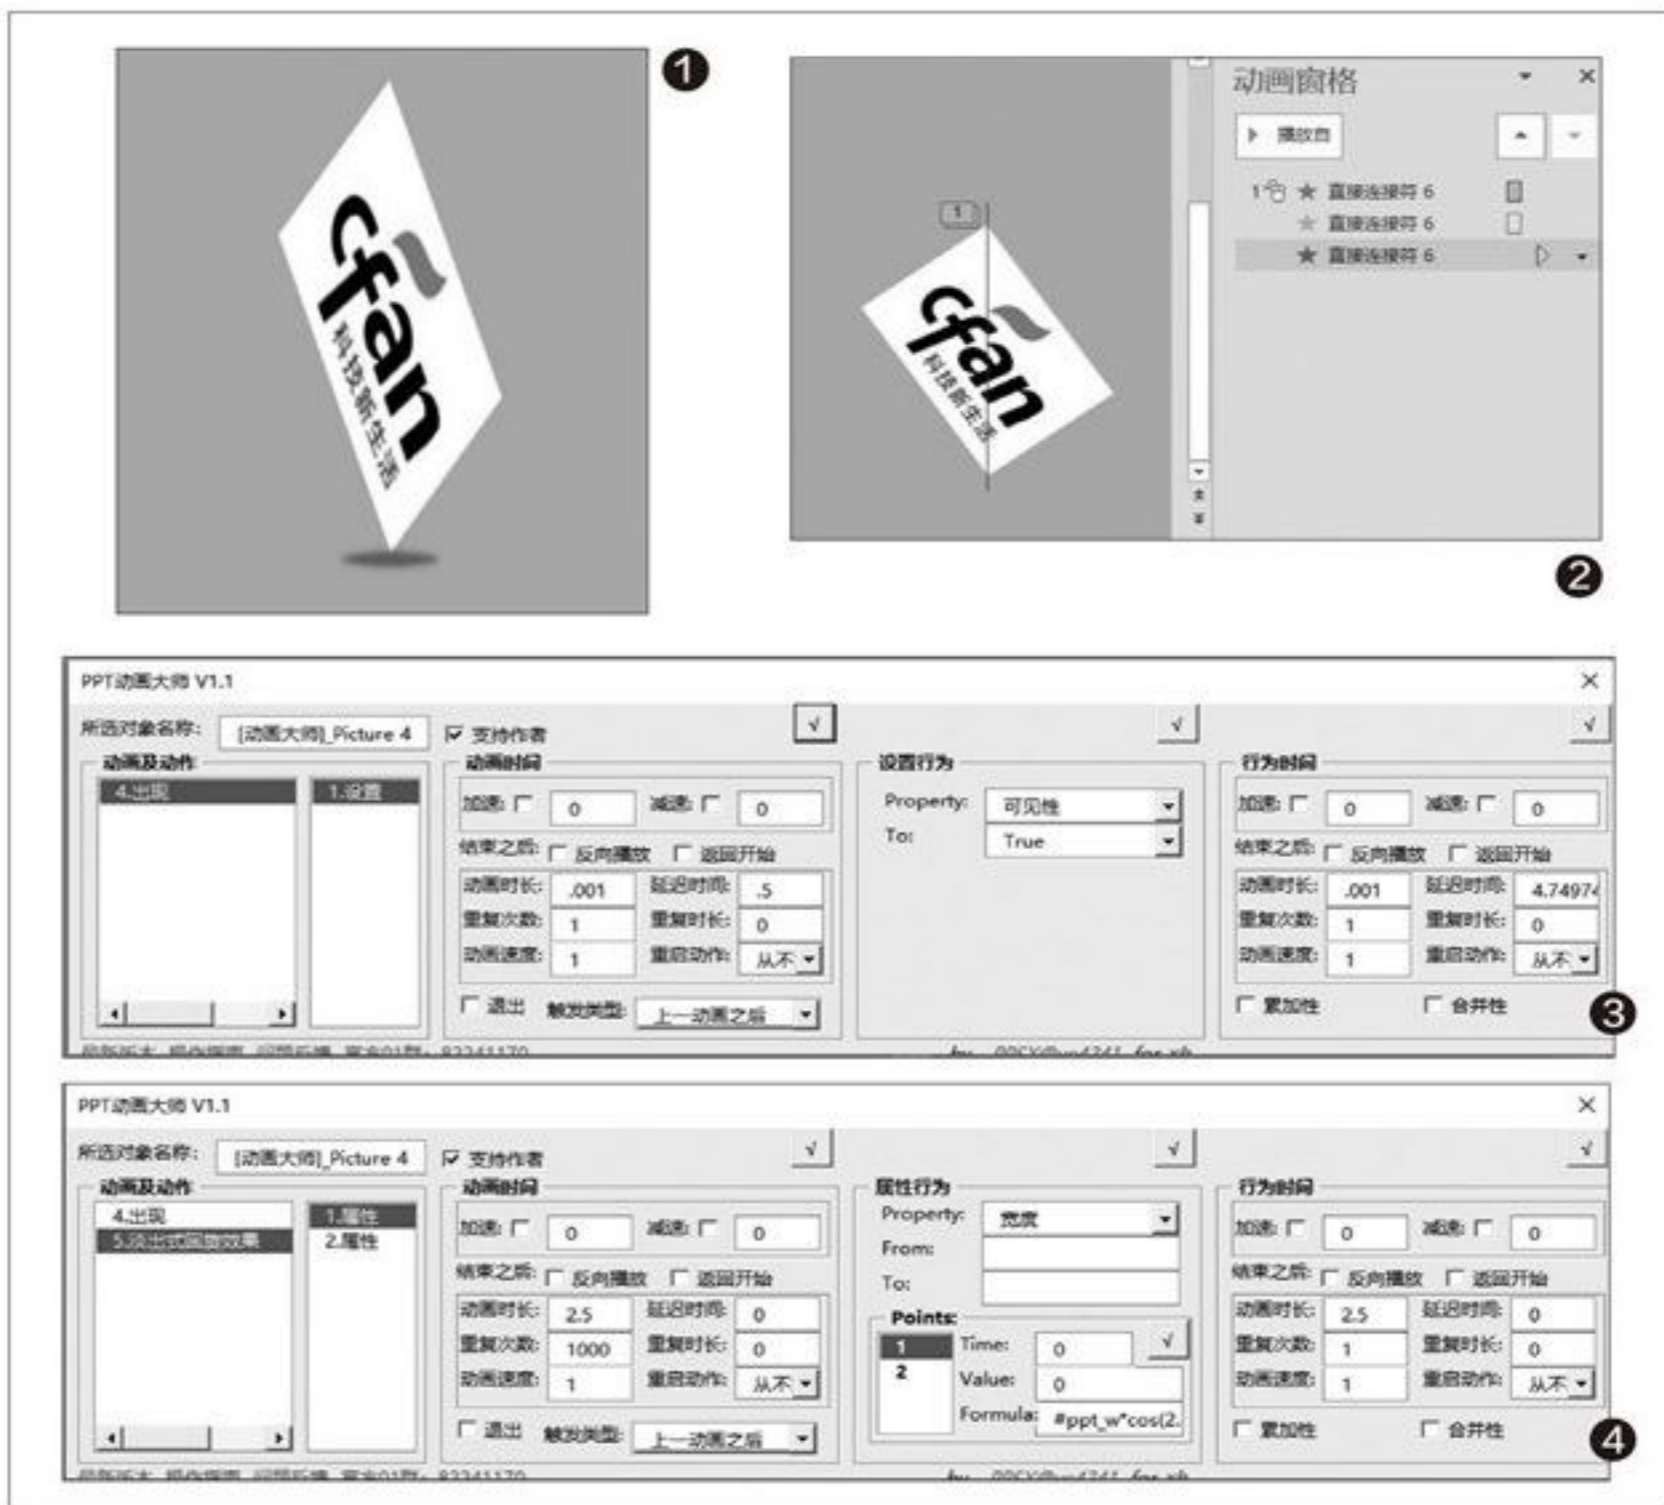 1
cfan
科技新生活
动画窗格
播放自
1 直接连接符 6
直接连接符 6
直接连接符 6
1
cfan
科技新生活
2
PPT动画大师 V1.1
所选对象名称: [动画大师]_Picture 4 支持作者 √ √ √
动画及动作 动画时间 设置行为 行为时间
4.出现 1.设置 加速: 0 减速: 0 Property: 可见性 加速: 0 减速: 0
To: True
结束之后: 反向播放 返回开始 结束之后: 反向播放 返回开始
动画时长: .001 延迟时间: .5 动画时长: .001 延迟时间: 4.74974
重复次数: 1 重复时长: 0 重复次数: 1 重复时长: 0
动画速度: 1 重启动作: 从不 动画速度: 1 重启动作: 从不
退出 触发类型: 上一动画之后 累加性 合并性
3
PPT动画大师 V1.1
所选对象名称: [动画大师]_Picture 4 支持作者 √ √ √
动画及动作 动画时间 属性行为 行为时间
4.出现 1.属性 加速: 0 减速: 0 Property: 宽度 加速: 0 减速: 0
5.淡出式回旋效果 2.属性 From:
结束之后: 反向播放 返回开始 To: 结束之后: 反向播放 返回开始
动画时长: 2.5 延迟时间: 0 Points: 动画时长: 2.5 延迟时间: 0
重复次数: 1000 重复时长: 0 1 Time: 0 √ 重复次数: 1 重复时长: 0
动画速度: 1 重启动作: 从不 2 Value: 0 动画速度: 1 重启动作: 从不
退出 触发类型: 上一动画之后 Formula: #ppt_w*cos(2. 累加性 合并性
4